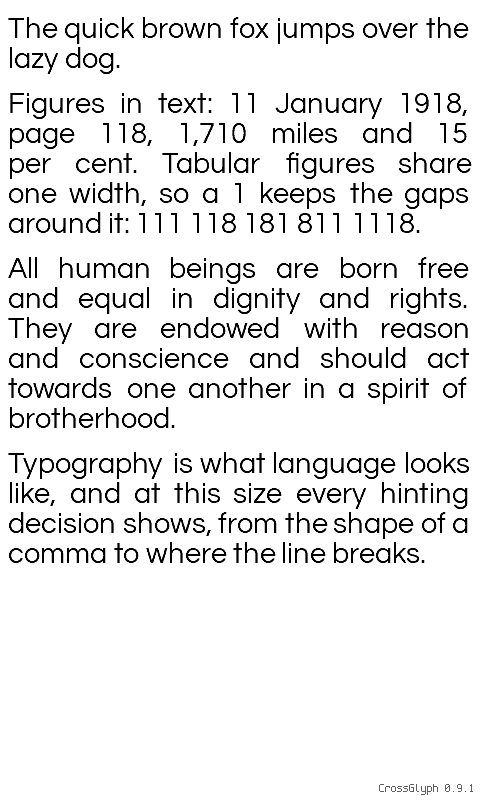 The quick brown fox jumps over the
lazy dog.
Figures in text: 11 January 1918,
page 118, 1,710 miles and 15
per cent. Tabular figures share
one width, so a 1 keeps the gaps
around it: 111 118 181 811 1118.
All human beings are born free
and equal in dignity and rights.
They are endowed with reason
and conscience and should act
towards one another in a spirit of
brotherhood.
Typography is what language looks
like, and at this size every hinting
decision shows, from the shape of a
comma to where the line breaks.
CrossGlyph 0.9.1